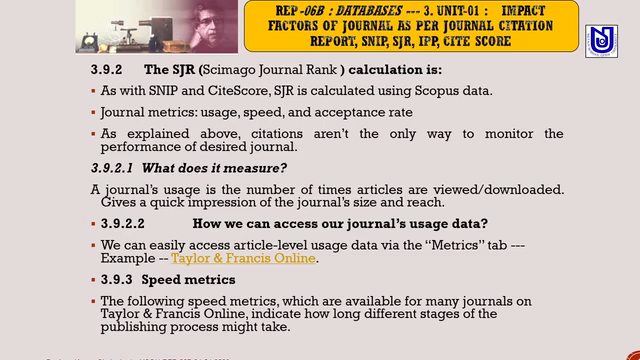 REP-06B : DATABASES --- 3. UNIT-01 : IMPACT
FACTORS OF JOURNAL AS PER JOURNAL CITATION
REPORT, SNIP, SJR, IPP, CITE SCORE
3.9.2 The SJR (Scimago Journal Rank ) calculation is:
▪ As with SNIP and CiteScore, SJR is calculated using Scopus data.
▪ Journal metrics: usage, speed, and acceptance rate
▪ As explained above, citations aren't the only way to monitor the
performance of desired journal.
3.9.2.1 What does it measure?
A journal's usage is the number of times articles are viewed/downloaded.
Gives a quick impression of the journal's size and reach.
▪ 3.9.2.2 How we can access our journal's usage data?
▪ We can easily access article-level usage data via the "Metrics" tab ---
Example -- Taylor & Francis Online.
▪ 3.9.3 Speed metrics
▪ The following speed metrics, which are available for many journals on
Taylor & Francis Online, indicate how long different stages of the
publishing process might take.